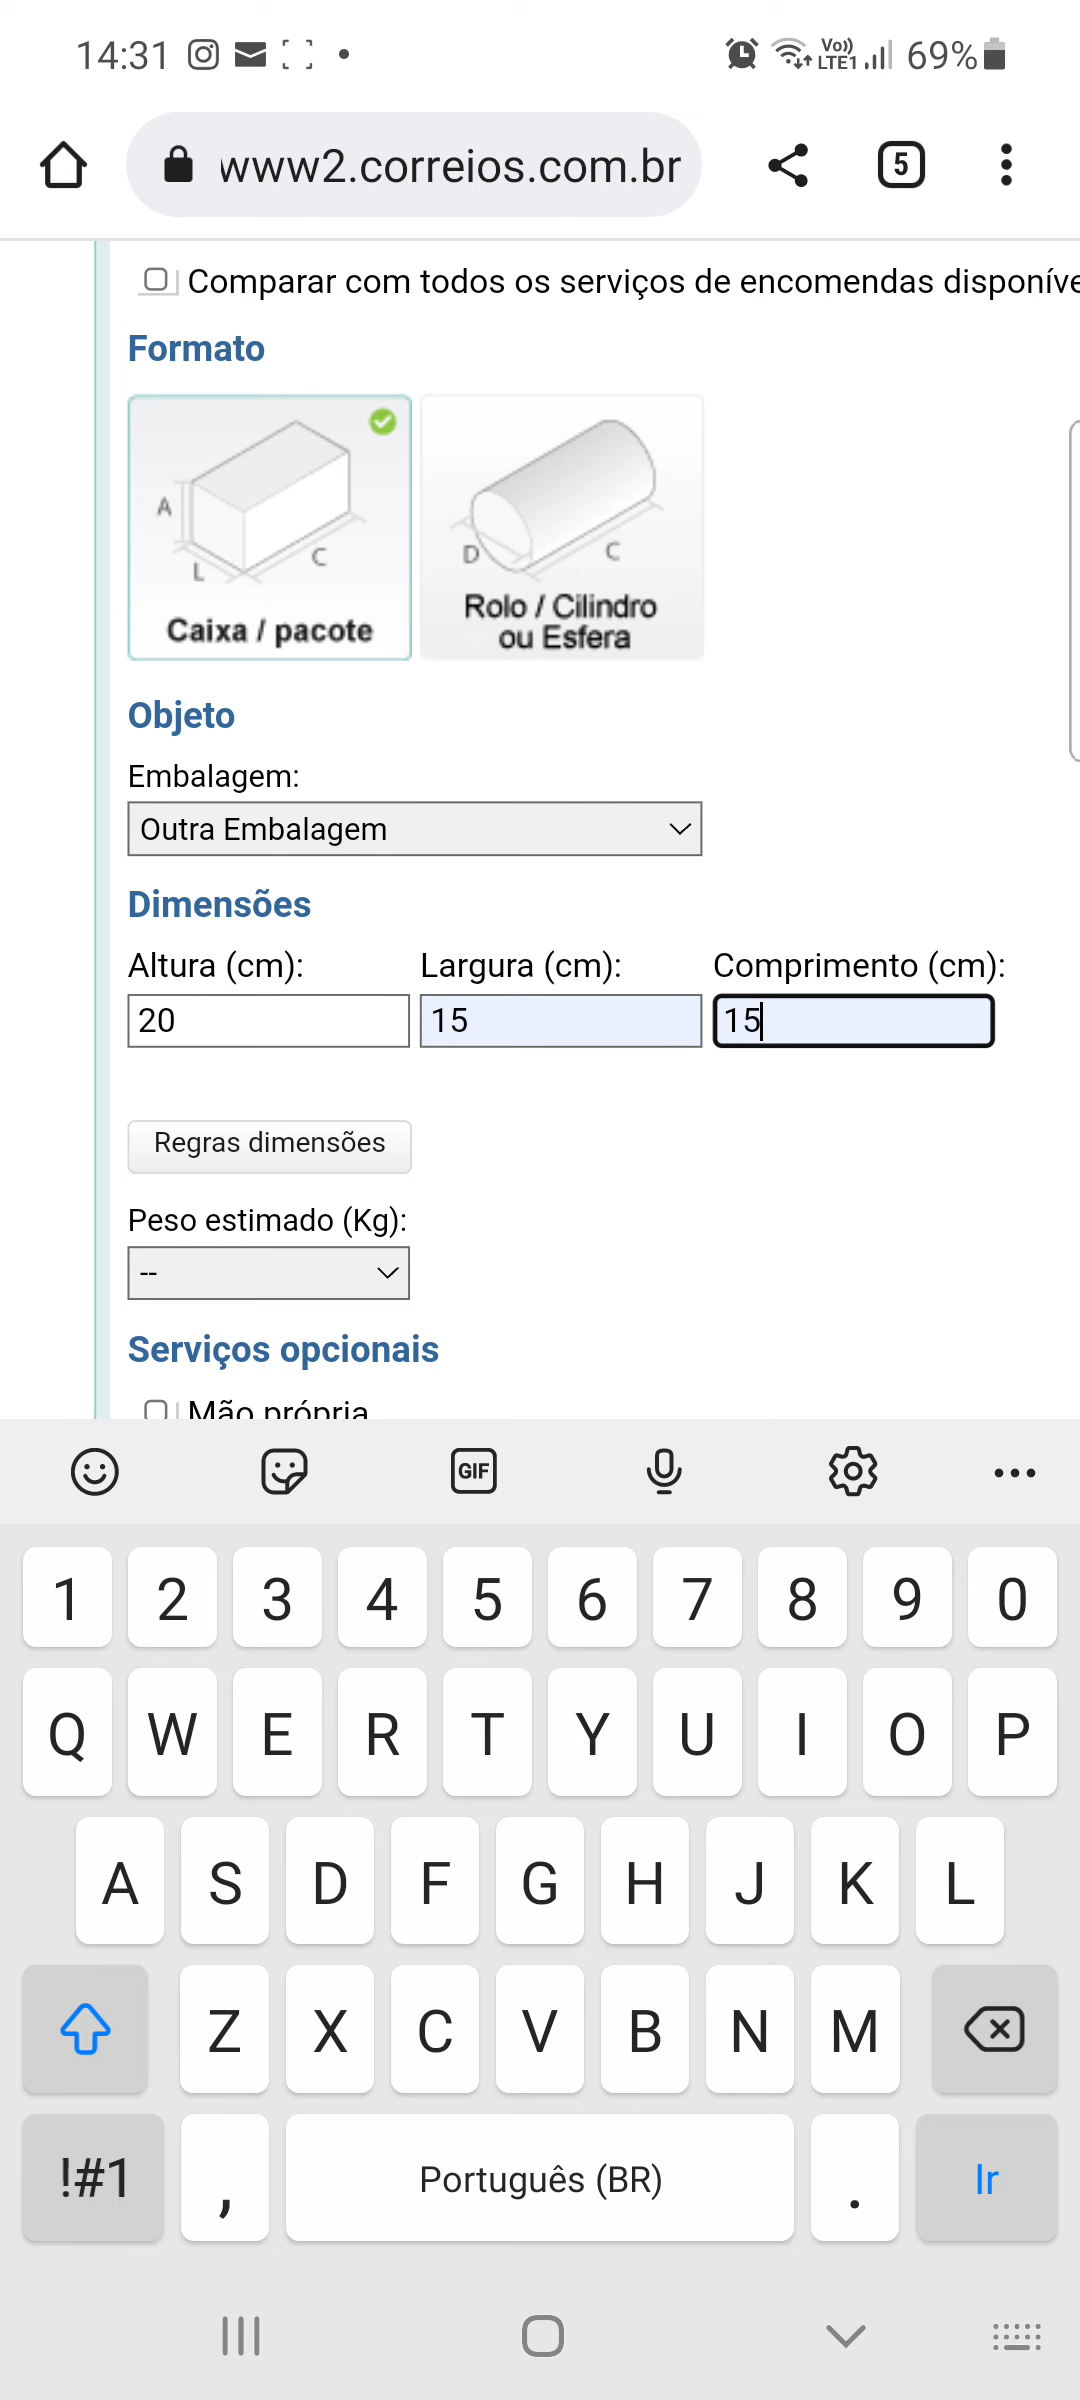 14:31
Vo))
LTE1
69%
www2.correios.com.br
5
Comparar com todos os serviços de encomendas disponíve
Formato
A
L
C
Caixa / pacote
D
C
Rolo / Cilindro
ou Esfera
Objeto
Embalagem:
Outra Embalagem
Dimensões
Altura (cm): Largura (cm): Comprimento (cm):
20 15 15
Regras dimensões
Peso estimado (Kg):
--
Serviços opcionais
Mão própria
GIF
1 2 3 4 5 6 7 8 9 0
Q W E R T Y U I O P
A S D F G H J K L
Z X C V B N M
!#1 , Português (BR) . Ir